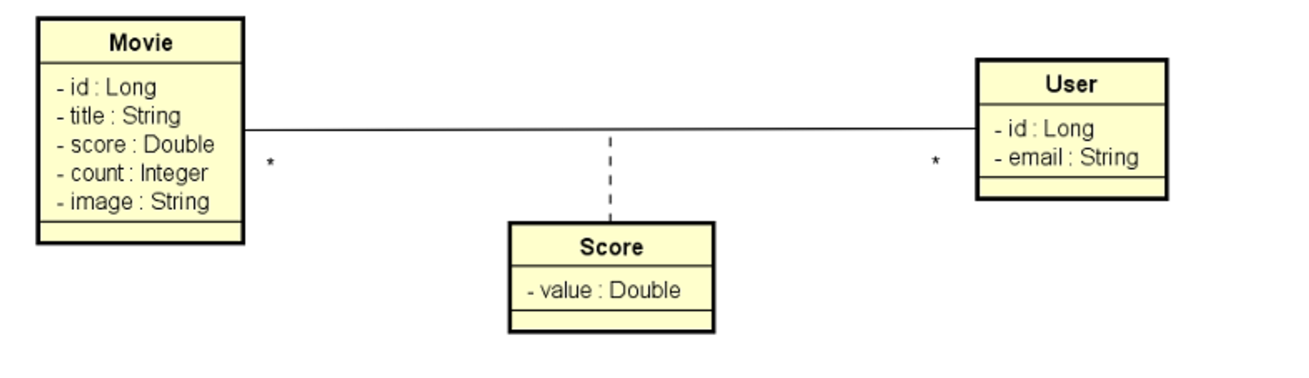 Movie
- id : Long
- title : String
- score : Double
- count : Integer
- image : String
*
*
User
- id : Long
- email : String
Score
- value : Double